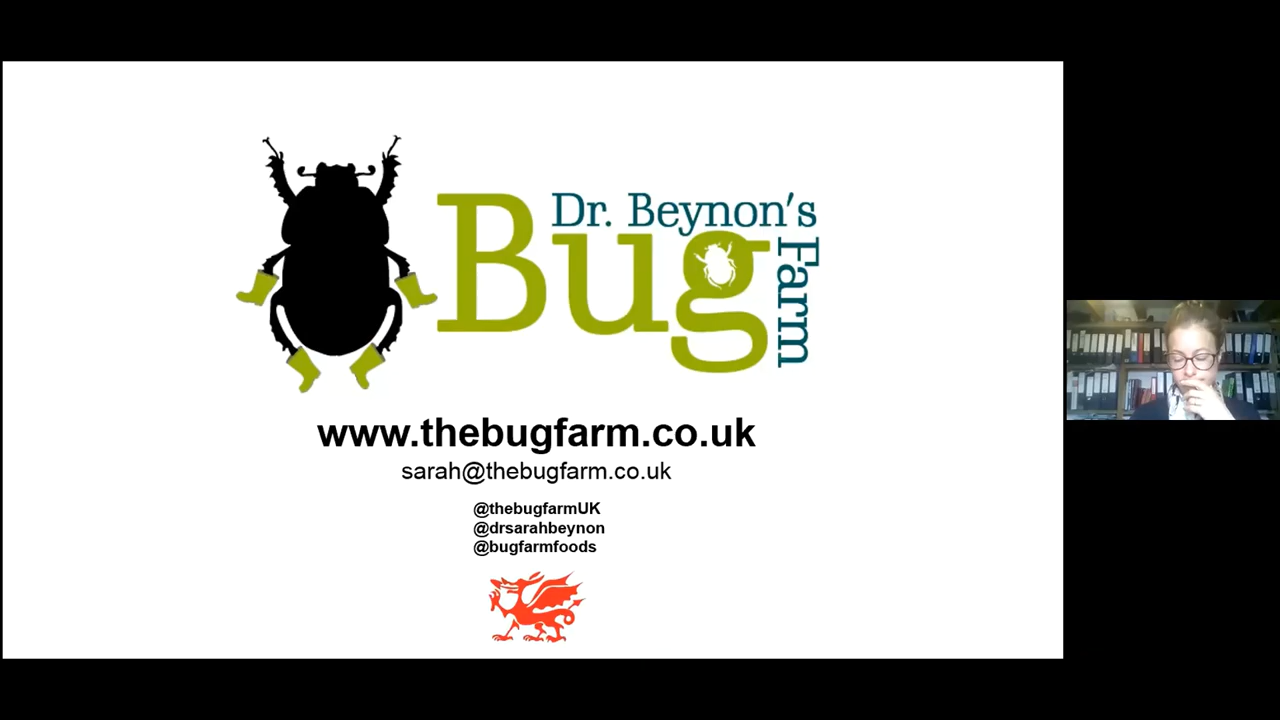 Dr. Beynon's
Bug
Farm
www.thebugfarm.co.uk
sarah@thebugfarm.co.uk
@thebugfarmUK
@drsarahbeynon
@bugfarmfoods